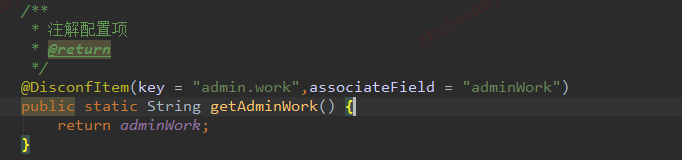 /**
* 注解配置项
* @return
*/
@DisconfItem(key = "admin.work",associateField = "adminWork")
public static String getAdminWork() {
return adminWork;
}